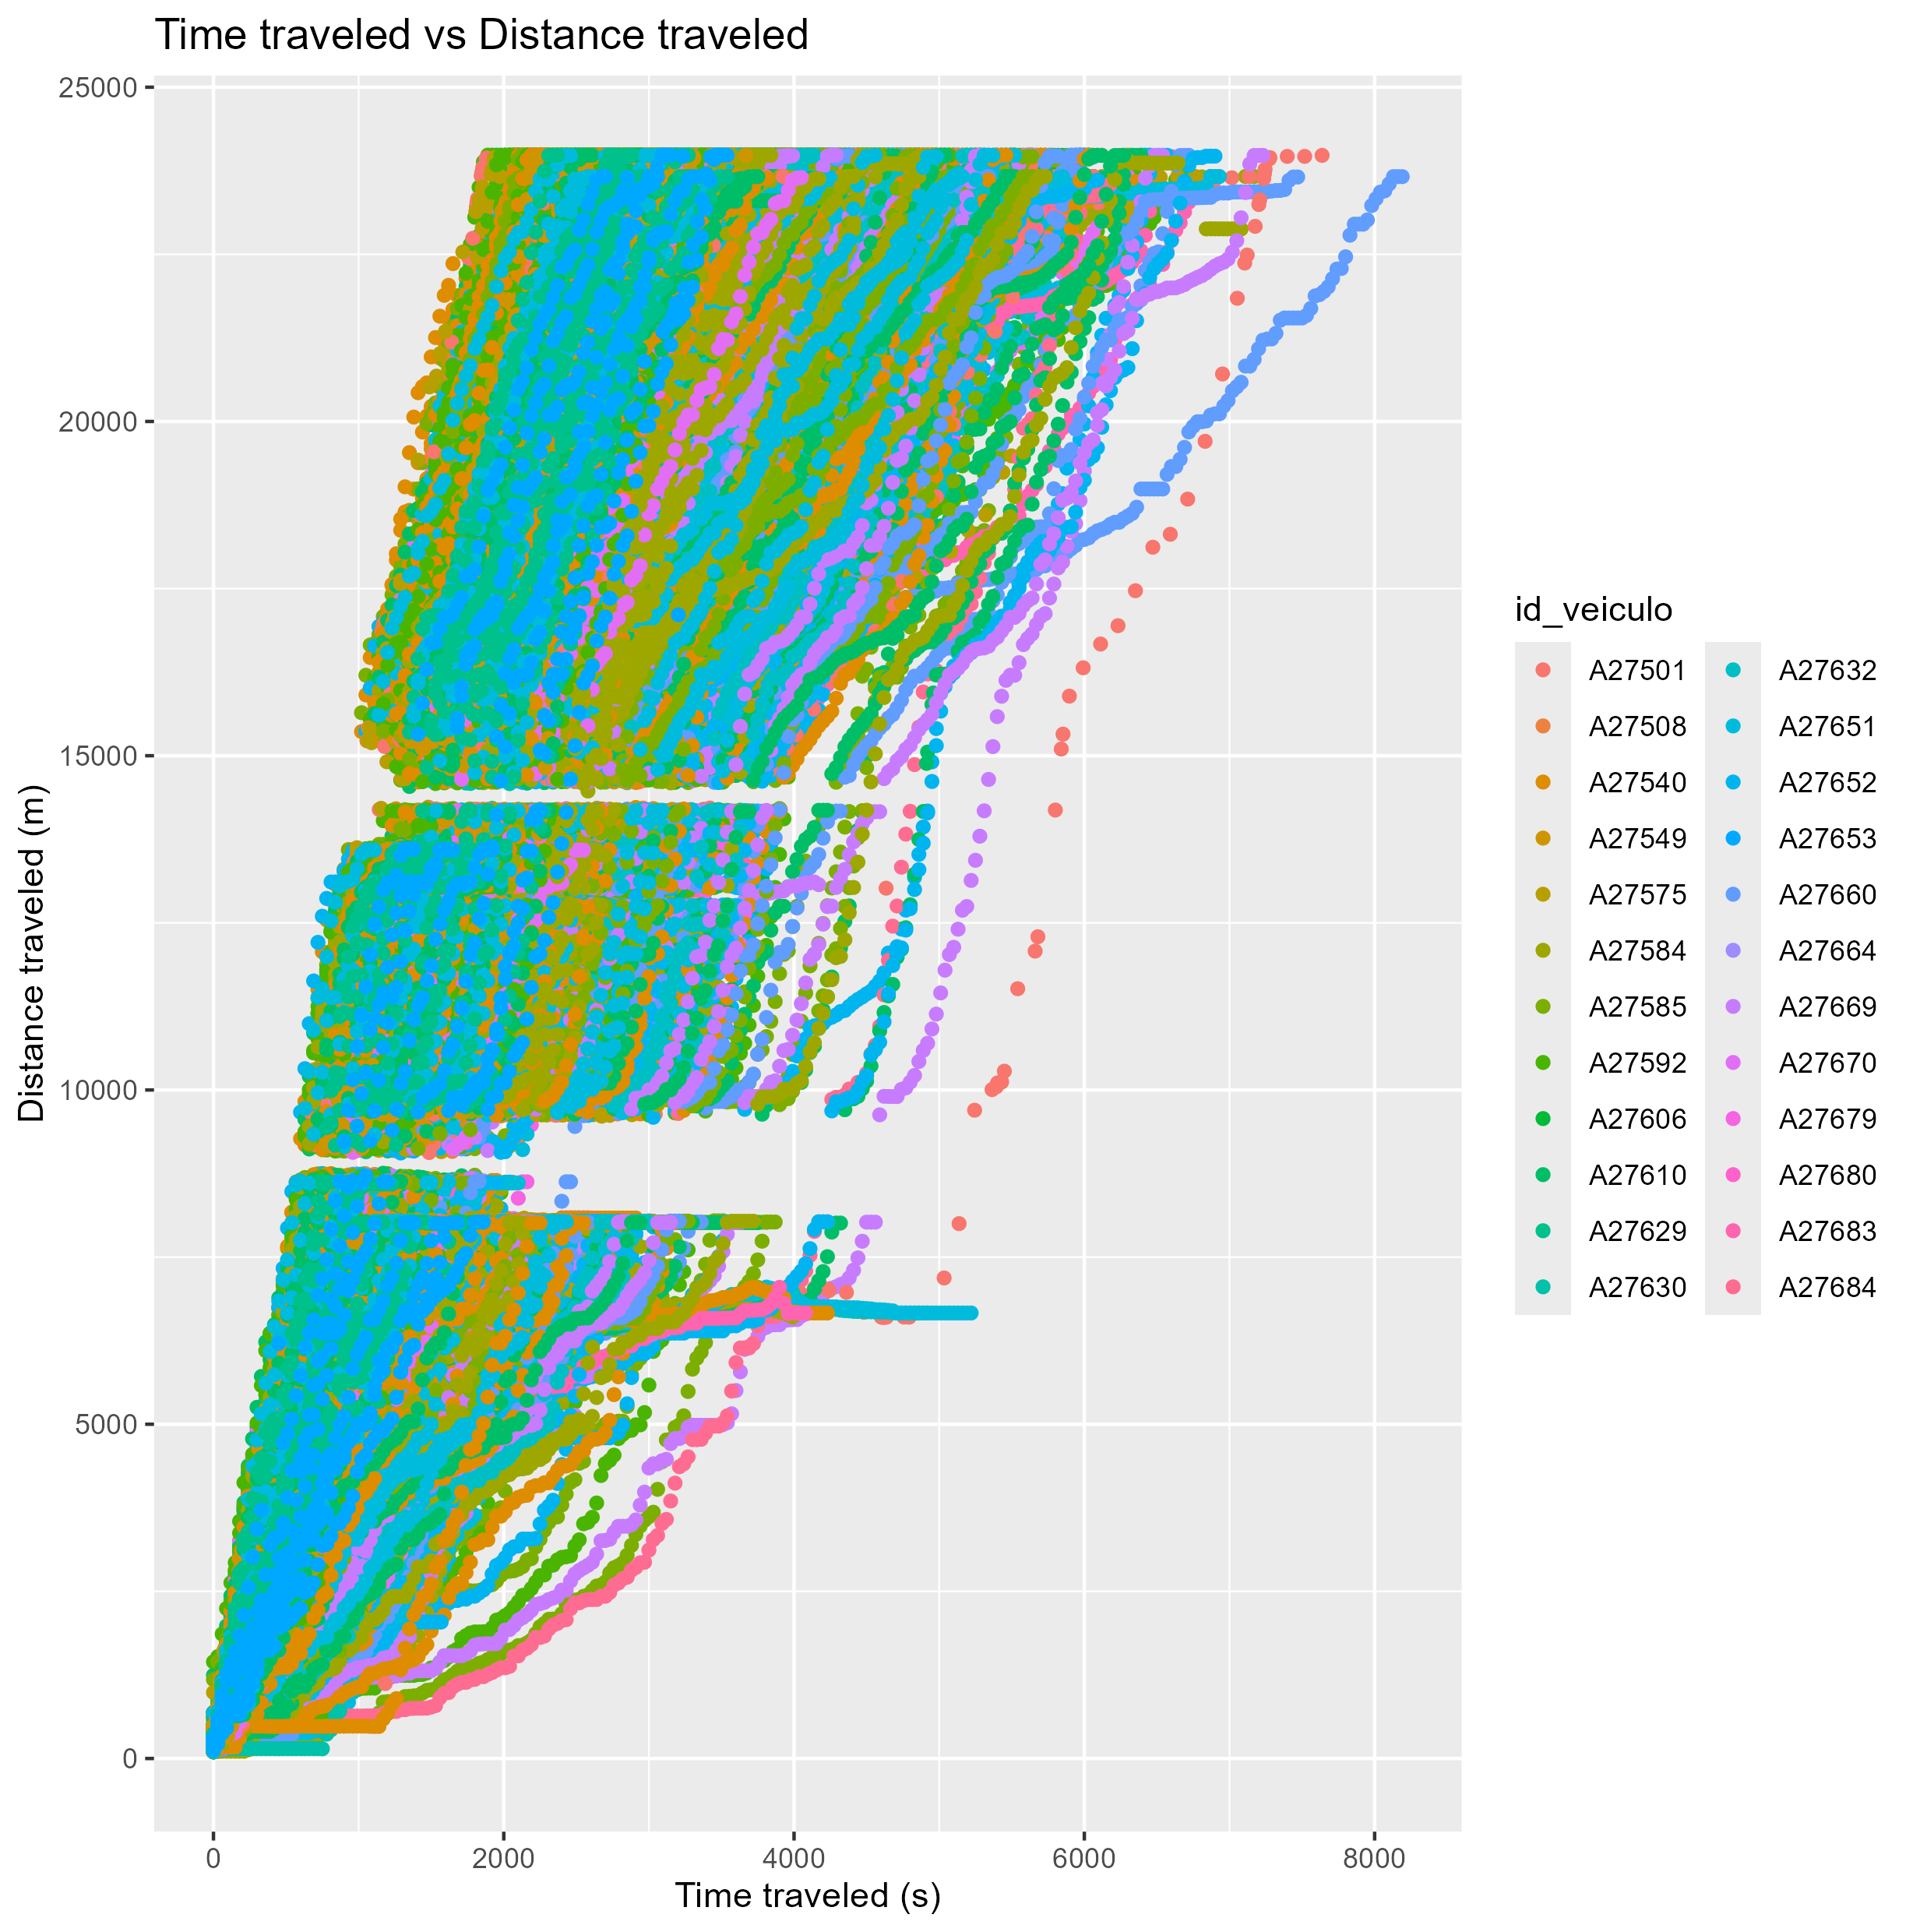 Time traveled vs Distance traveled
25000
20000
15000
10000
5000
0
Distance traveled (m)
0 2000 4000 6000 8000
Time traveled (s)
id_veiculo
A27501 A27632
A27508 A27651
A27540 A27652
A27549 A27653
A27575 A27660
A27584 A27664
A27585 A27669
A27592 A27670
A27606 A27679
A27610 A27680
A27629 A27683
A27630 A27684